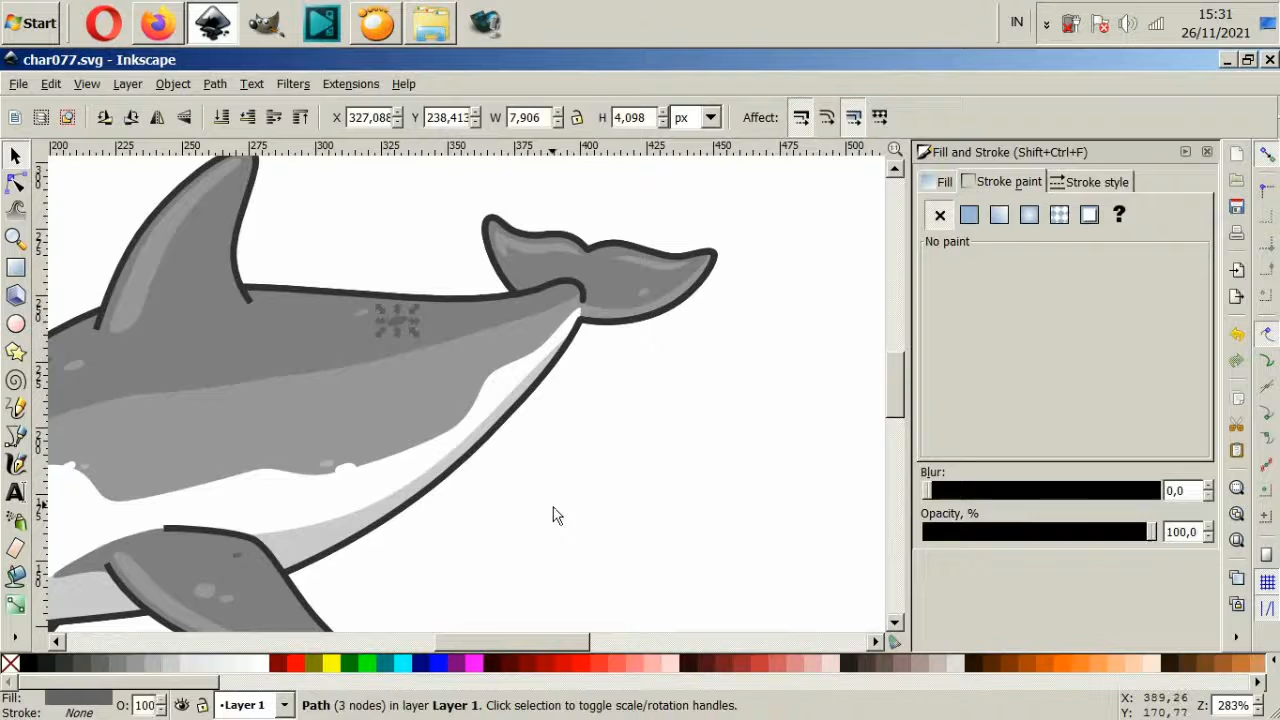 Start
IN
15:31
26/11/2021
char077.svg - Inkscape
File Edit View Layer Object Path Text Filters Extensions Help
X 327,088 Y 238,413 W 7,906 H 4,098 px Affect:
200 225 250 275 300 325 350 375 400 425 450 475 500
Fill and Stroke (Shift+Ctrl+F)
Fill Stroke paint Stroke style
?
No paint
Blur:
0,0
Opacity, %
100,0
Fill:
Stroke: None
O: 100
•Layer 1
Path (3 nodes) in layer Layer 1. Click selection to toggle scale/rotation handles.
X: 389,26
Y: 170,77
Z: 283%